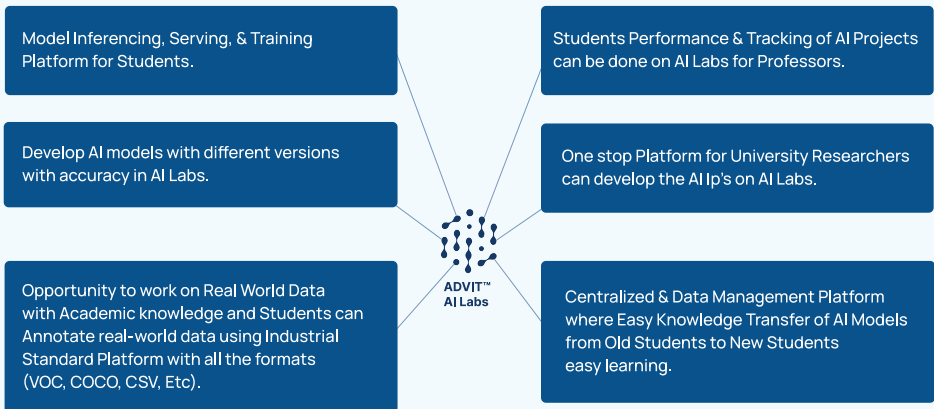 Model Inferencing, Serving, & Training
Platform for Students.
Develop AI models with different versions
with accuracy in AI Labs.
Opportunity to work on Real World Data
with Academic knowledge and Students can
Annotate real-world data using Industrial
Standard Platform with all the formats
(VOC, COCO, CSV, Etc).
ADVIT™
AI Labs
Students Performance & Tracking of AI Projects
can be done on AI Labs for Professors.
One stop Platform for University Researchers
can develop the AI Ip's on AI Labs.
Centralized & Data Management Platform
where Easy Knowledge Transfer of AI Models
from Old Students to New Students
easy learning.